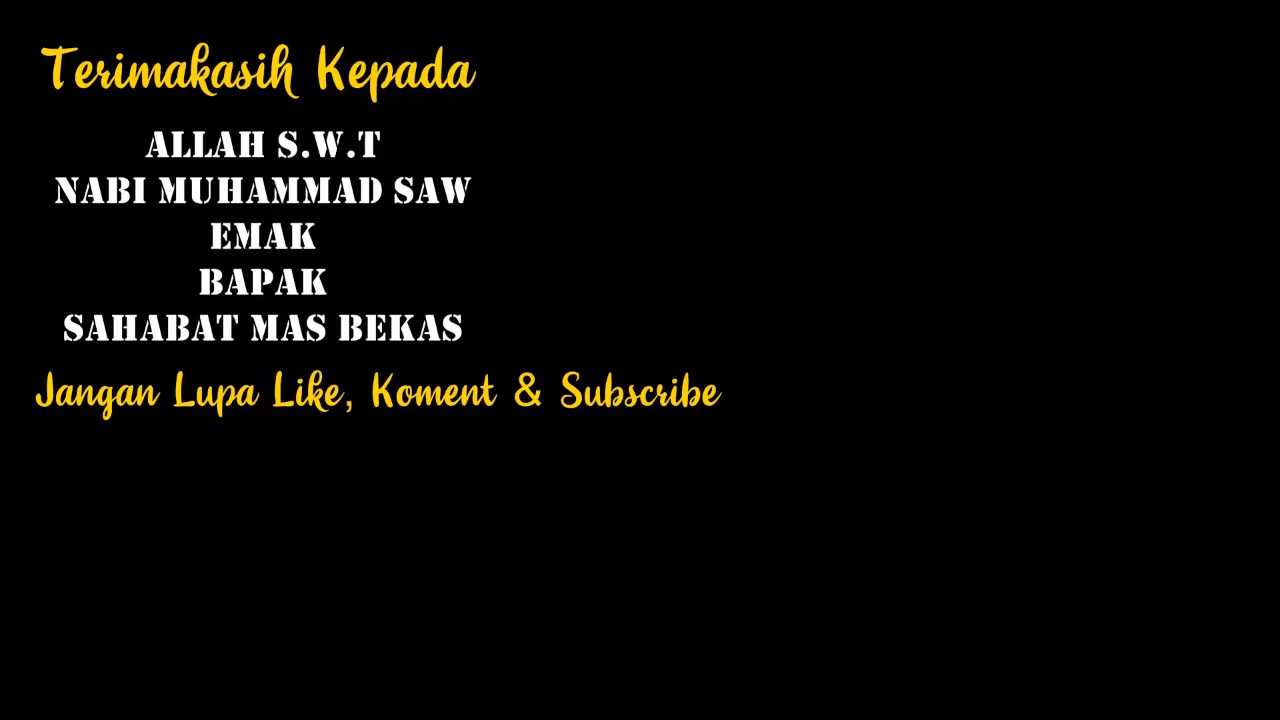 Terimakasih Kepada
ALLAH S.W.T
NABI MUHAMMAD SAW
EMAK
BAPAK
SAHABAT MAS BEKAS
Jangan Lupa Like, Koment & Subscribe